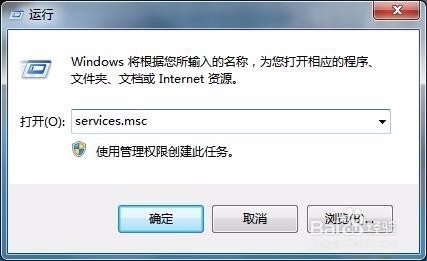 运行
Windows 将根据您所输入的名称，为您打开相应的程序、
文件夹、文档或 Internet 资源。
打开(O): services.msc
使用管理权限创建此任务。
确定 取消 浏览(B)...
Baidu经验
jingyan.baidu.com